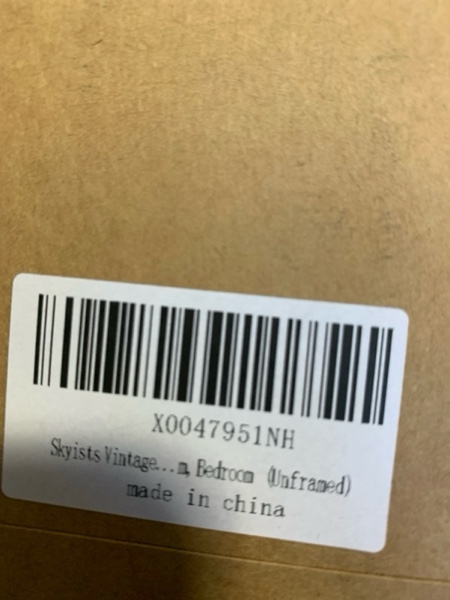 X0047951NH
Skyists Vintage...m, Bedroom (Unframed)
made in china